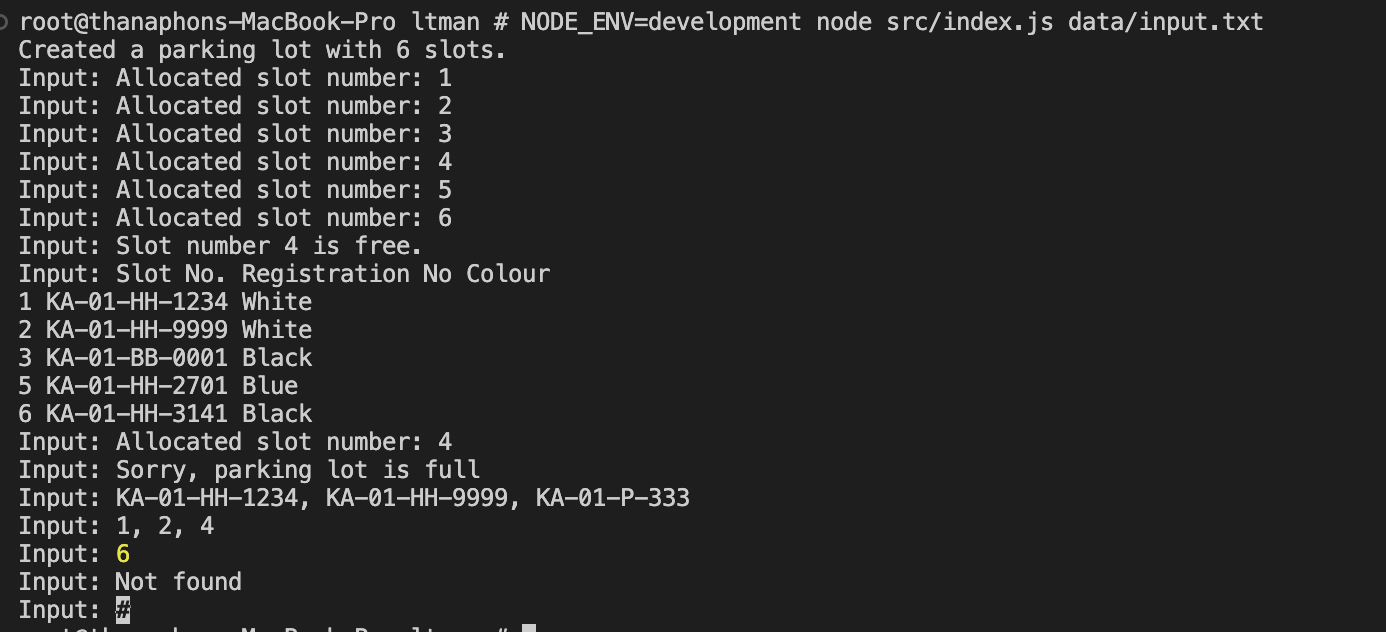 root@thanaphons-MacBook-Pro ltman # NODE_ENV=development node src/index.js data/input.txt
Created a parking lot with 6 slots.
Input: Allocated slot number: 1
Input: Allocated slot number: 2
Input: Allocated slot number: 3
Input: Allocated slot number: 4
Input: Allocated slot number: 5
Input: Allocated slot number: 6
Input: Slot number 4 is free.
Input: Slot No. Registration No Colour
1 KA-01-HH-1234 White
2 KA-01-HH-9999 White
3 KA-01-BB-0001 Black
5 KA-01-HH-2701 Blue
6 KA-01-HH-3141 Black
Input: Allocated slot number: 4
Input: Sorry, parking lot is full
Input: KA-01-HH-1234, KA-01-HH-9999, KA-01-P-333
Input: 1, 2, 4
Input: 6
Input: Not found
Input: #